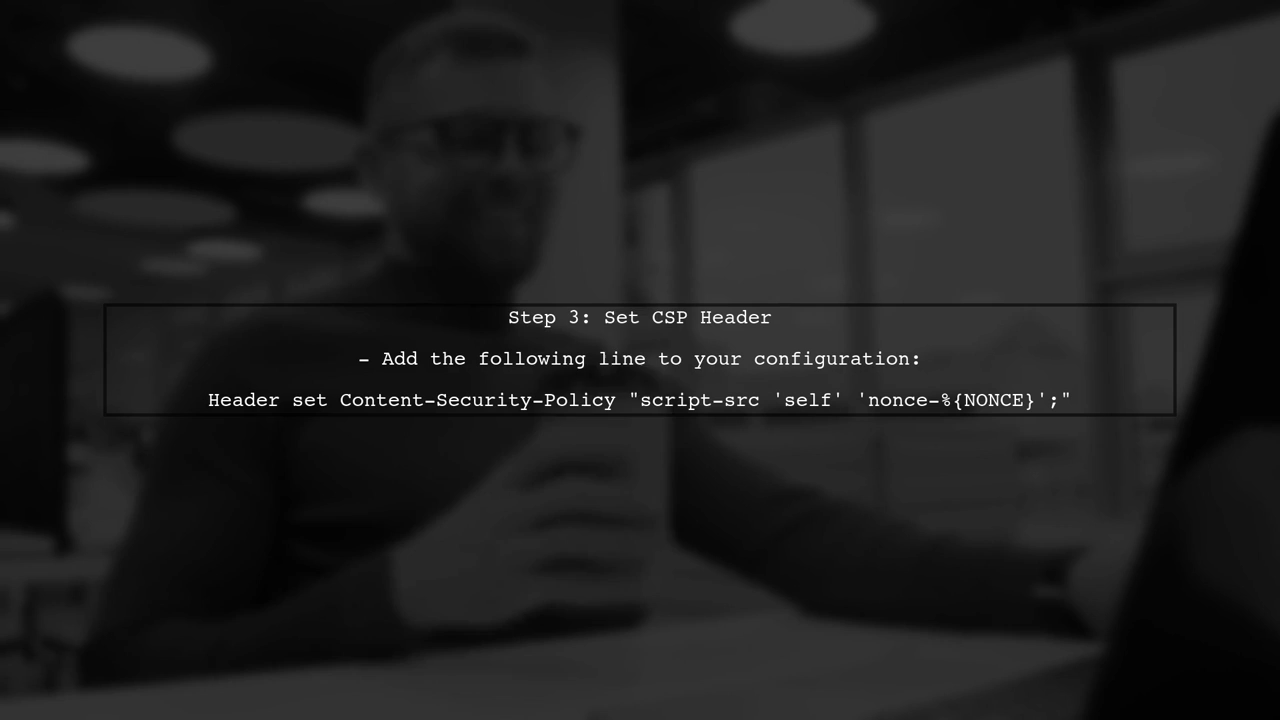 Step 3: Set CSP Header
- Add the following line to your configuration:
Header set Content-Security-Policy "script-src 'self' 'nonce-%{NONCE}';"